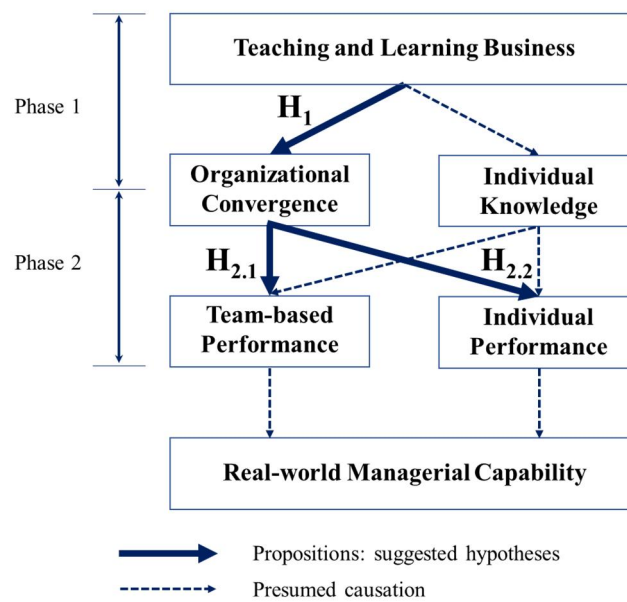 Teaching and Learning Business
Phase 1
H1
Organizational
Convergence
Individual
Knowledge
Phase 2
H2.1
H2.2
Team-based
Performance
Individual
Performance
Real-world Managerial Capability
Propositions: suggested hypotheses
Presumed causation